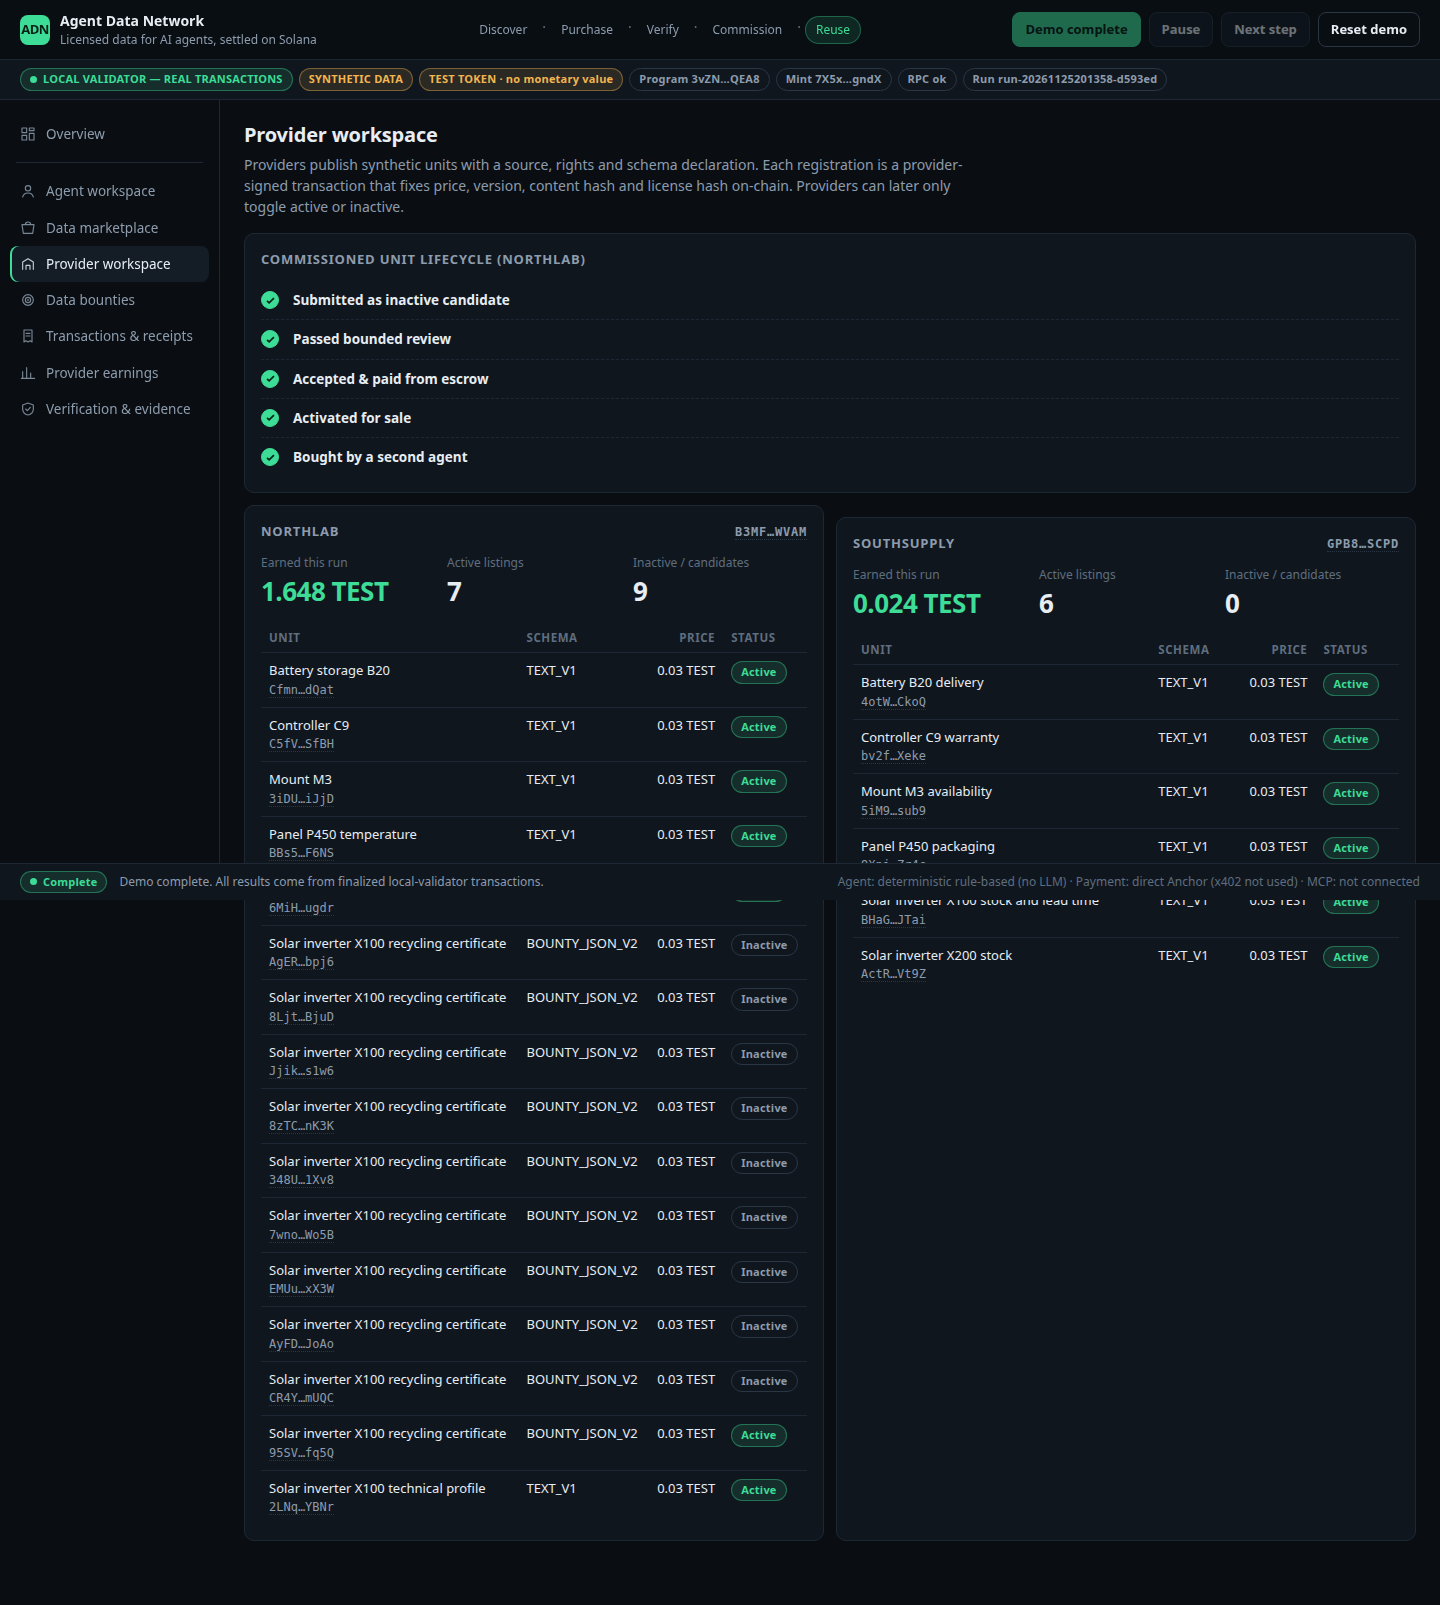 ADN
Agent Data Network
Licensed data for AI agents, settled on Solana
Discover · Purchase · Verify · Commission · Reuse
Demo complete
Pause
Next step
Reset demo
LOCAL VALIDATOR — REAL TRANSACTIONS
SYNTHETIC DATA
TEST TOKEN · no monetary value
Program 3vZN…QEA8
Mint 7X5x…gndX
RPC ok
Run run-20261125201358-d593ed
Overview
Agent workspace
Data marketplace
Provider workspace
Data bounties
Transactions & receipts
Provider earnings
Verification & evidence
Provider workspace
Providers publish synthetic units with a source, rights and schema declaration. Each registration is a provider-
signed transaction that fixes price, version, content hash and license hash on-chain. Providers can later only
toggle active or inactive.
COMMISSIONED UNIT LIFECYCLE (NORTHLAB)
Submitted as inactive candidate
Passed bounded review
Accepted & paid from escrow
Activated for sale
Bought by a second agent
NORTHLAB B3MF…WVAM
Earned this run Active listings Inactive / candidates
1.648 TEST 7 9
UNIT SCHEMA PRICE STATUS
Battery storage B20 TEXT_V1 0.03 TEST Active
Cfmn…dQat
Controller C9 TEXT_V1 0.03 TEST Active
C5fV…SfBH
Mount M3 TEXT_V1 0.03 TEST Active
3iDU…iJjD
Panel P450 temperature TEXT_V1 0.03 TEST Active
BBs5…F6NS
6MiH…ugdr
Solar inverter X100 recycling certificate BOUNTY_JSON_V2 0.03 TEST Inactive
AgER…bpj6
Solar inverter X100 recycling certificate BOUNTY_JSON_V2 0.03 TEST Inactive
8Ljt…BjuD
Solar inverter X100 recycling certificate BOUNTY_JSON_V2 0.03 TEST Inactive
Jjik…s1w6
Solar inverter X100 recycling certificate BOUNTY_JSON_V2 0.03 TEST Inactive
8zTC…nK3K
Solar inverter X100 recycling certificate BOUNTY_JSON_V2 0.03 TEST Inactive
348U…1Xv8
Solar inverter X100 recycling certificate BOUNTY_JSON_V2 0.03 TEST Inactive
7wno…Wo5B
Solar inverter X100 recycling certificate BOUNTY_JSON_V2 0.03 TEST Inactive
EMUu…xX3W
Solar inverter X100 recycling certificate BOUNTY_JSON_V2 0.03 TEST Inactive
AyFD…JoAo
Solar inverter X100 recycling certificate BOUNTY_JSON_V2 0.03 TEST Inactive
CR4Y…mUQC
Solar inverter X100 recycling certificate BOUNTY_JSON_V2 0.03 TEST Active
95SV…fq5Q
Solar inverter X100 technical profile TEXT_V1 0.03 TEST Active
2LNq…YBNr
SOUTHSUPPLY GPB8…SCPD
Earned this run Active listings Inactive / candidates
0.024 TEST 6 0
UNIT SCHEMA PRICE STATUS
Battery B20 delivery TEXT_V1 0.03 TEST Active
4otW…CkoQ
Controller C9 warranty TEXT_V1 0.03 TEST Active
bv2f…Xeke
Mount M3 availability TEXT_V1 0.03 TEST Active
5iM9…sub9
Panel P450 packaging TEXT_V1 0.03 TEST Active
Solar inverter X100 stock and lead time TEXT_V1 0.03 TEST Active
BHaG…JTai
Solar inverter X200 stock TEXT_V1 0.03 TEST Active
ActR…Vt9Z
Complete
Demo complete. All results come from finalized local-validator transactions.
Agent: deterministic rule-based (no LLM) · Payment: direct Anchor (x402 not used) · MCP: not connected